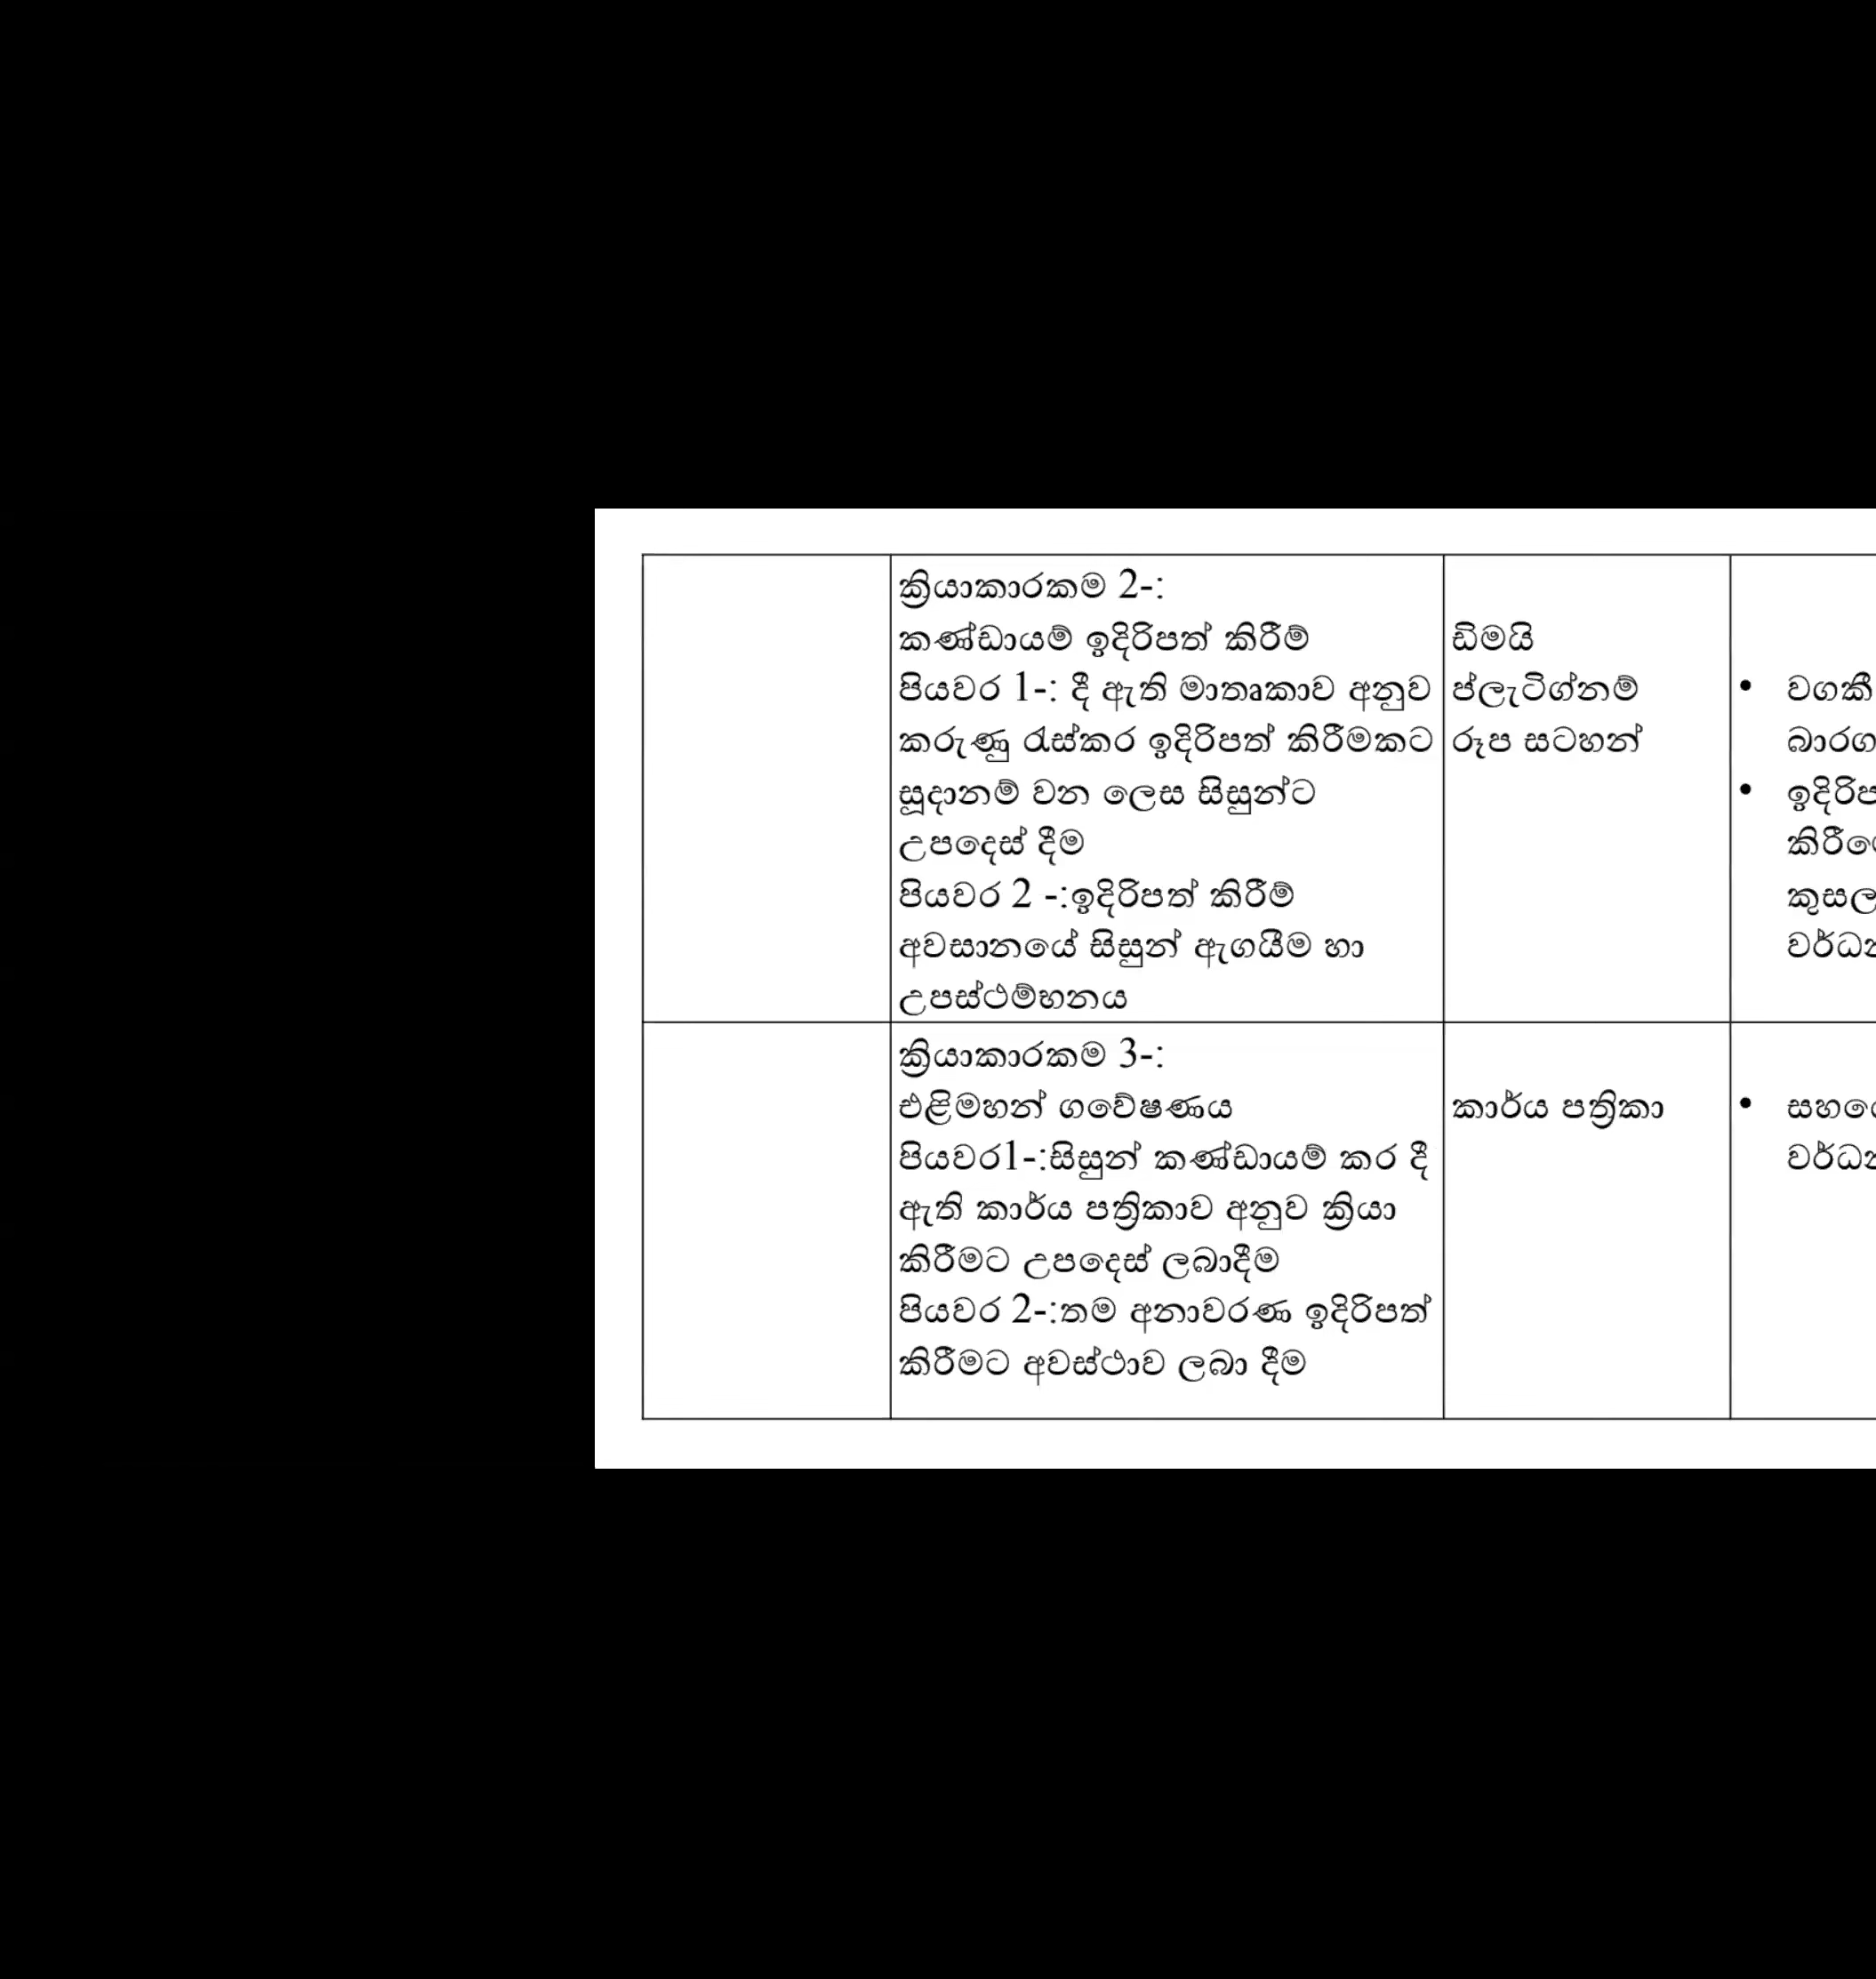 ක්‍රියාකාරකම 2-:
කණ්ඩායම් ඉදිරිපත් කිරීම්
පියවර 1-: දී ඇති මාතෘකාව අනුව
කරුණු රැස්කර ඉදිරිපත් කිරීමකට
සූදානම් වන ලෙස සිසුන්ට
උපදෙස් දීම
පියවර 2 -:ඉදිරිපත් කිරීම්
අවසානයේ සිසුන් ඇගයීම හා
උපස්ථම්භනය
ඩිමයි
ප්ලැටිග්නම්
රූප සටහන්
ක්‍රියාකාරකම 3-:
එළිමහන් ගවේෂණය
පියවර1-:සිසුන් කණ්ඩායම් කර දී
ඇති කාර්ය පත්‍රිකාව අනුව ක්‍රියා
කිරීමට උපදෙස් ලබාදීම
පියවර 2-:තම අනාවරණ ඉදිරිපත්
කිරීමට අවස්ථාව ලබා දීම
කාර්ය පත්‍රිකා